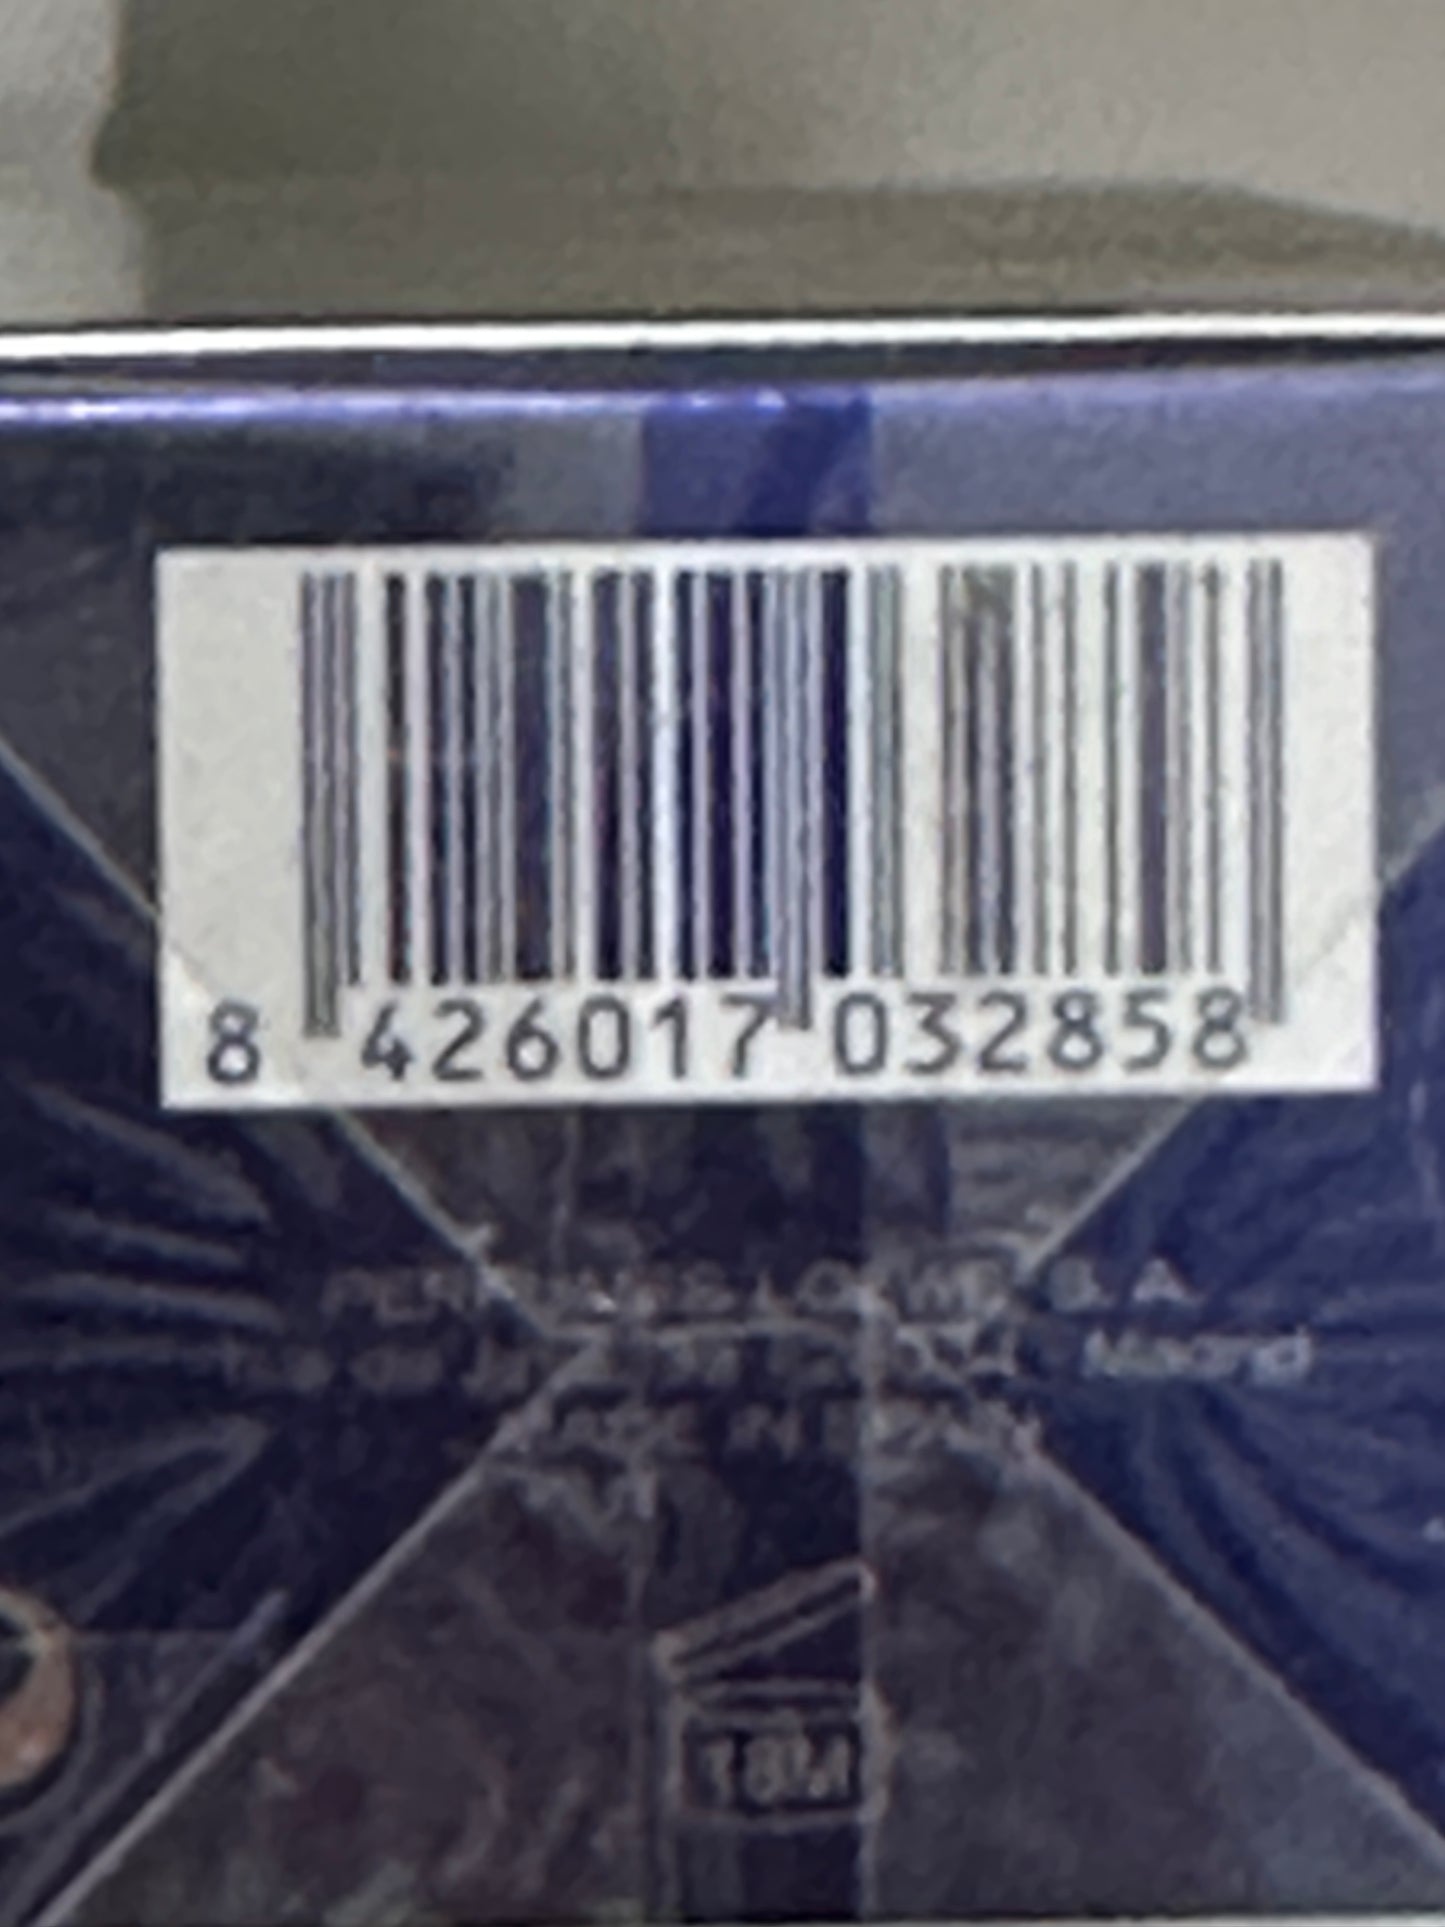 8 426017 032858
PERFUMES LOEWE, S. A.
Madrid
MADE IN SPAIN
18M